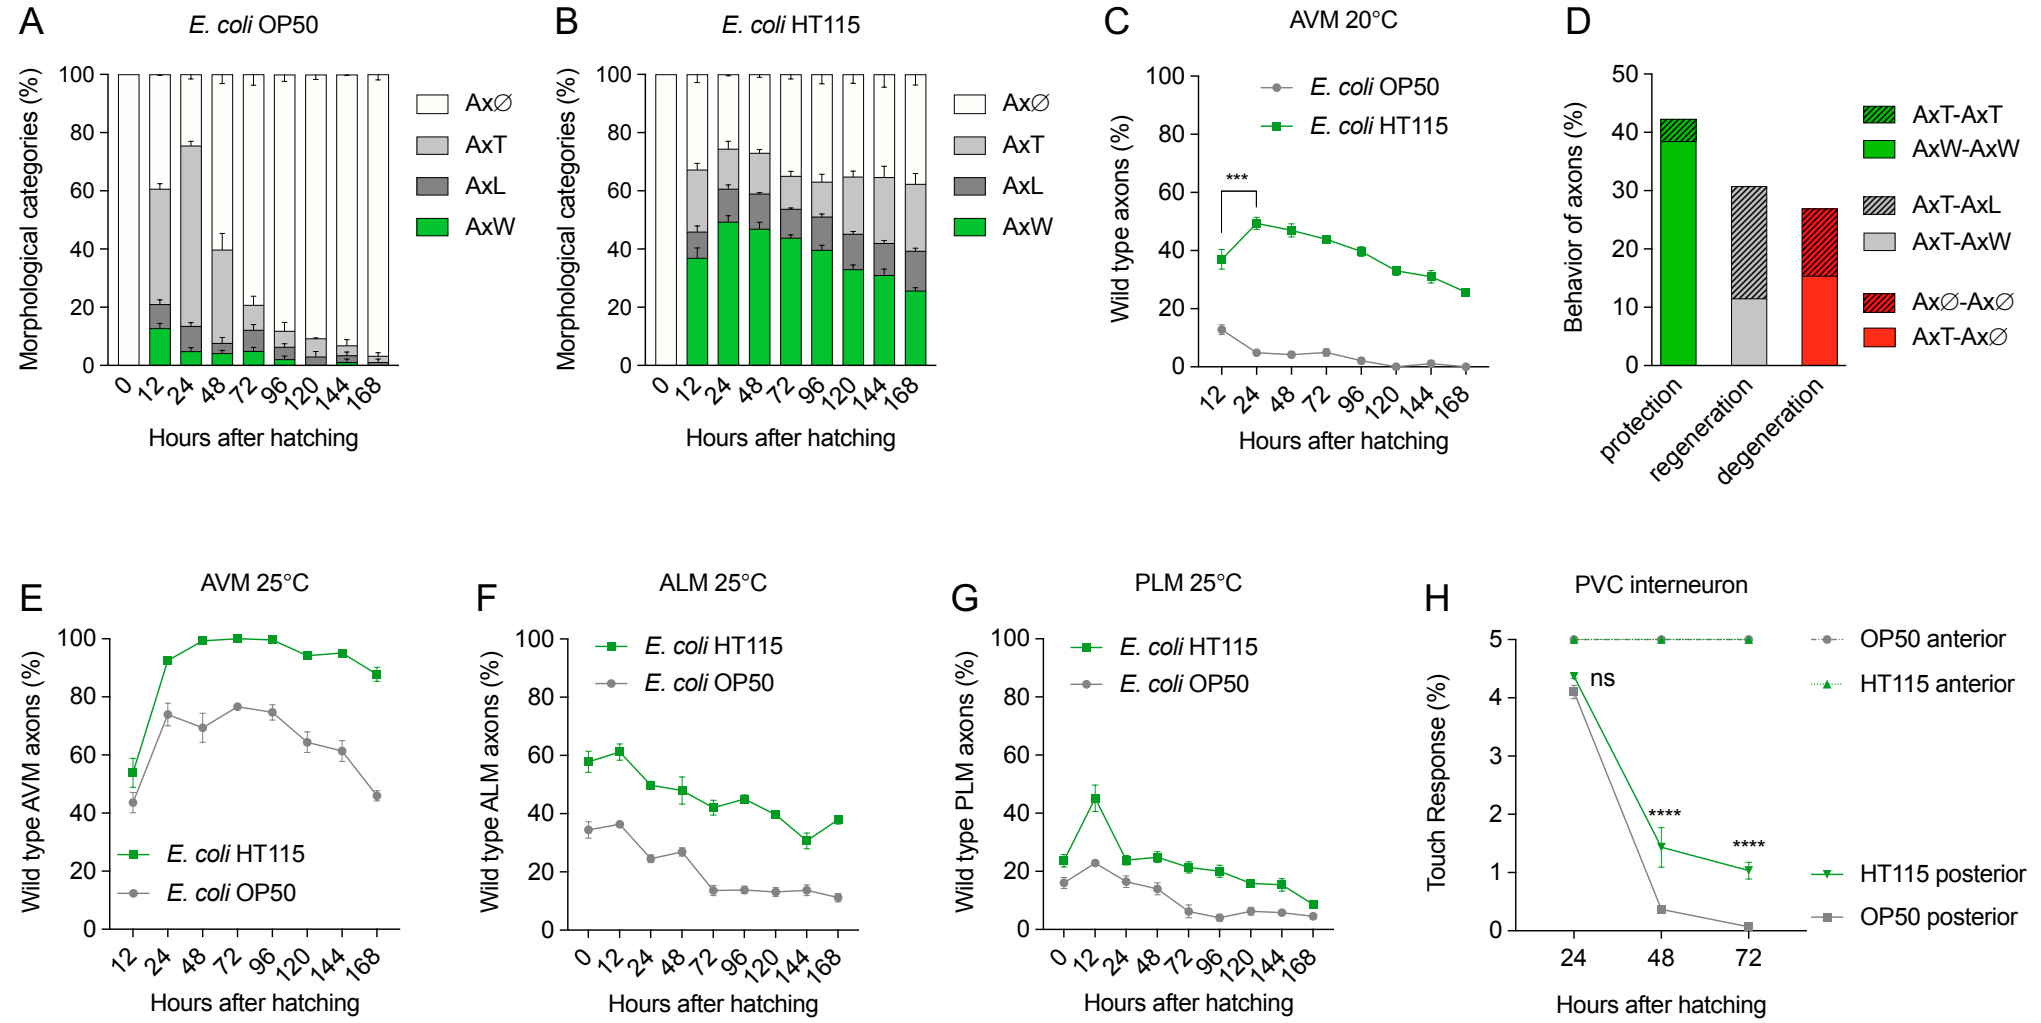 A
E. coli OP50
Morphological categories (%)
100
80
60
40
20
0
0
12
24
48
72
96
120
144
168
Hours after hatching
Ax∅
AxT
AxL
AxW
B
E. coli HT115
Morphological categories (%)
100
80
60
40
20
0
0
12
24
48
72
96
120
144
168
Hours after hatching
Ax∅
AxT
AxL
AxW
C
AVM 20°C
Wild type axons (%)
100
80
60
40
20
0
E. coli OP50
E. coli HT115
***
12
24
48
72
96
120
144
168
Hours after hatching
D
Behavior of axons (%)
50
40
30
20
10
0
protection
regeneration
degeneration
AxT-AxT
AxW-AxW
AxT-AxL
AxT-AxW
Ax∅-Ax∅
AxT-Ax∅
E
AVM 25°C
Wild type AVM axons (%)
100
80
60
40
20
0
E. coli HT115
E. coli OP50
12
24
48
72
96
120
144
168
Hours after hatching
F
ALM 25°C
Wild type ALM axons (%)
100
80
60
40
20
0
E. coli HT115
E. coli OP50
0
12
24
48
72
96
120
144
168
Hours after hatching
G
PLM 25°C
Wild type PLM axons (%)
100
80
60
40
20
0
E. coli HT115
E. coli OP50
0
12
24
48
72
96
120
144
168
Hours after hatching
H
PVC interneuron
Touch Response (%)
5
4
3
2
1
0
ns
****
****
24
48
72
Hours after hatching
OP50 anterior
HT115 anterior
HT115 posterior
OP50 posterior